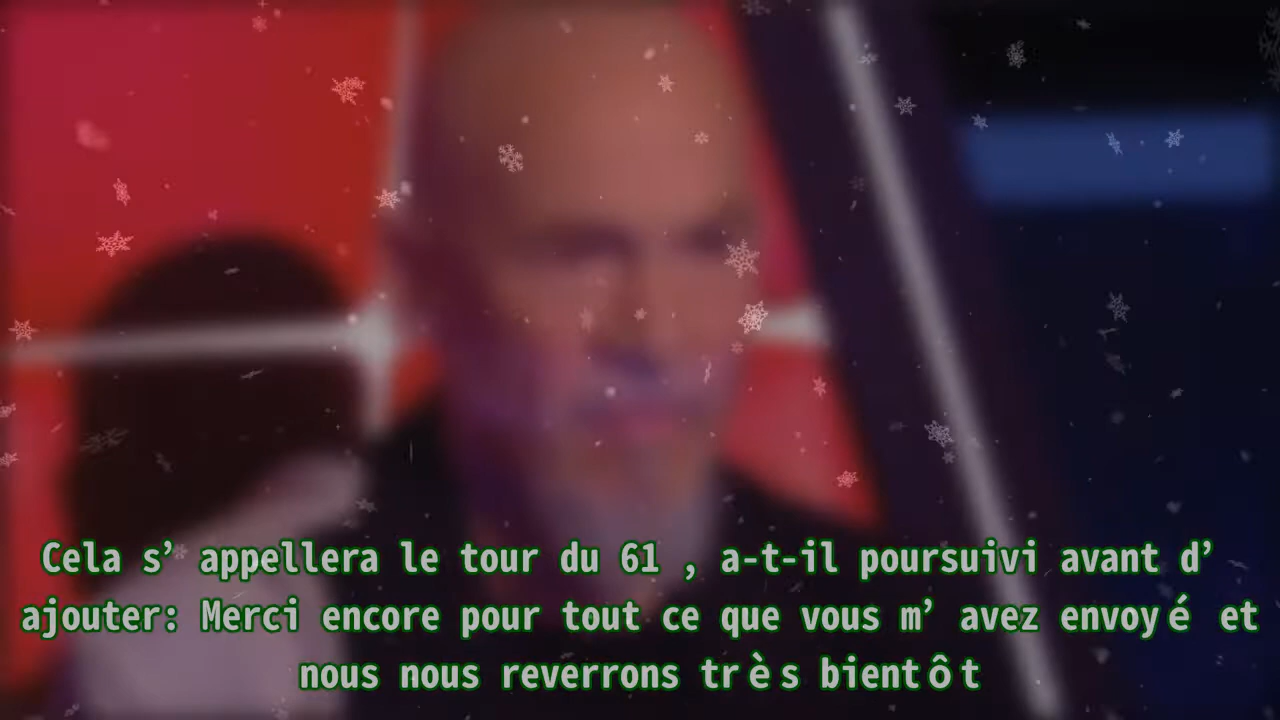 Cela s’ appellera le tour du 61 , a-t-il poursuivi avant d’
ajouter: Merci encore pour tout ce que vous m’ avez envoyé et
nous nous reverrons très bientôt